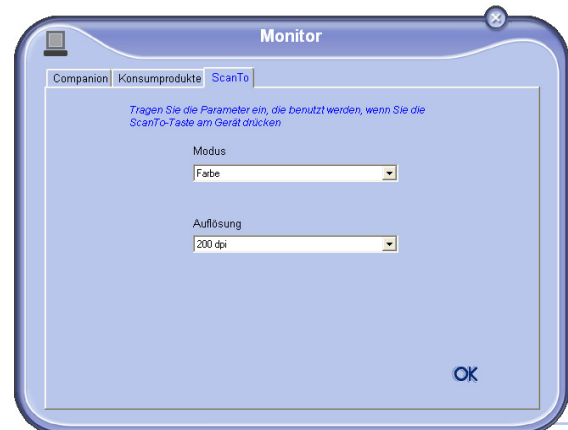 Monitor
Companion Konsumprodukte ScanTo
Tragen Sie die Parameter ein, die benutzt werden, wenn Sie die
ScanTo-Taste am Gerät drücken
Modus
Farbe
Auflösung
200 dpi
OK